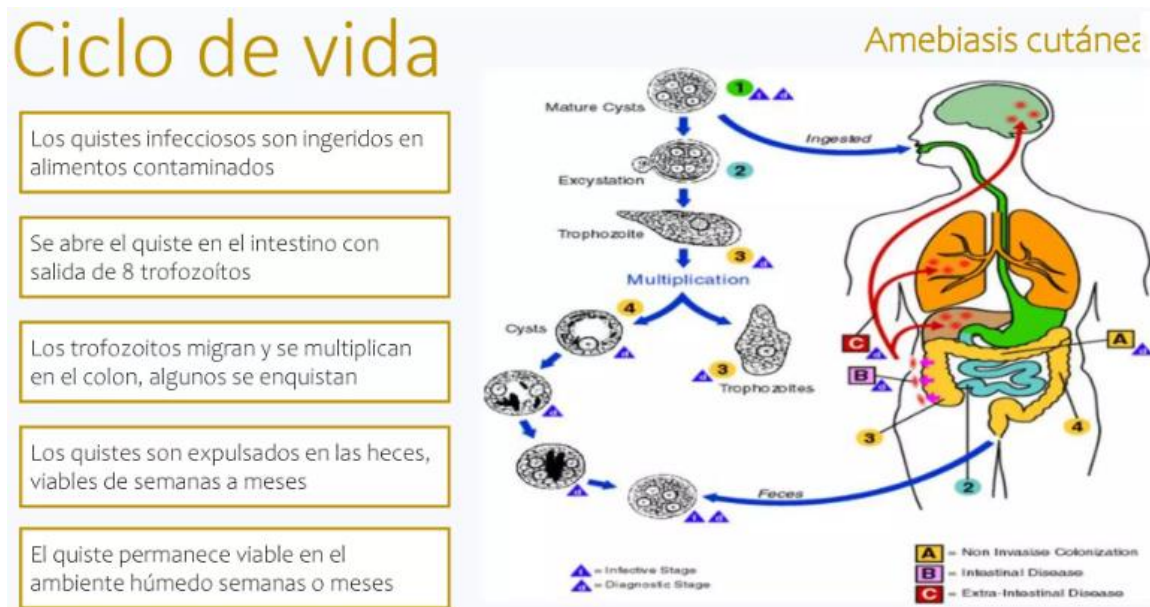 Ciclo de vida
Amebiasis cutánea
Los quistes infecciosos son ingeridos en
alimentos contaminados
Se abre el quiste en el intestino con
salida de 8 trofozoítos
Los trofozoitos migran y se multiplican
en el colon, algunos se enquistan
Los quistes son expulsados en las heces,
viables de semanas a meses
El quiste permanece viable en el
ambiente húmedo semanas o meses
1
Mature Cysts
Ingested
2
Excystation
Trophozoite
3
Multiplication
4
Cysts
3
Trophozoites
C
A
B
3
4
2
Feces
= Infective Stage
= Diagnostic Stage
A = Non Invasive Colonization
B = Intestinal Disease
C = Extra-Intestinal Disease